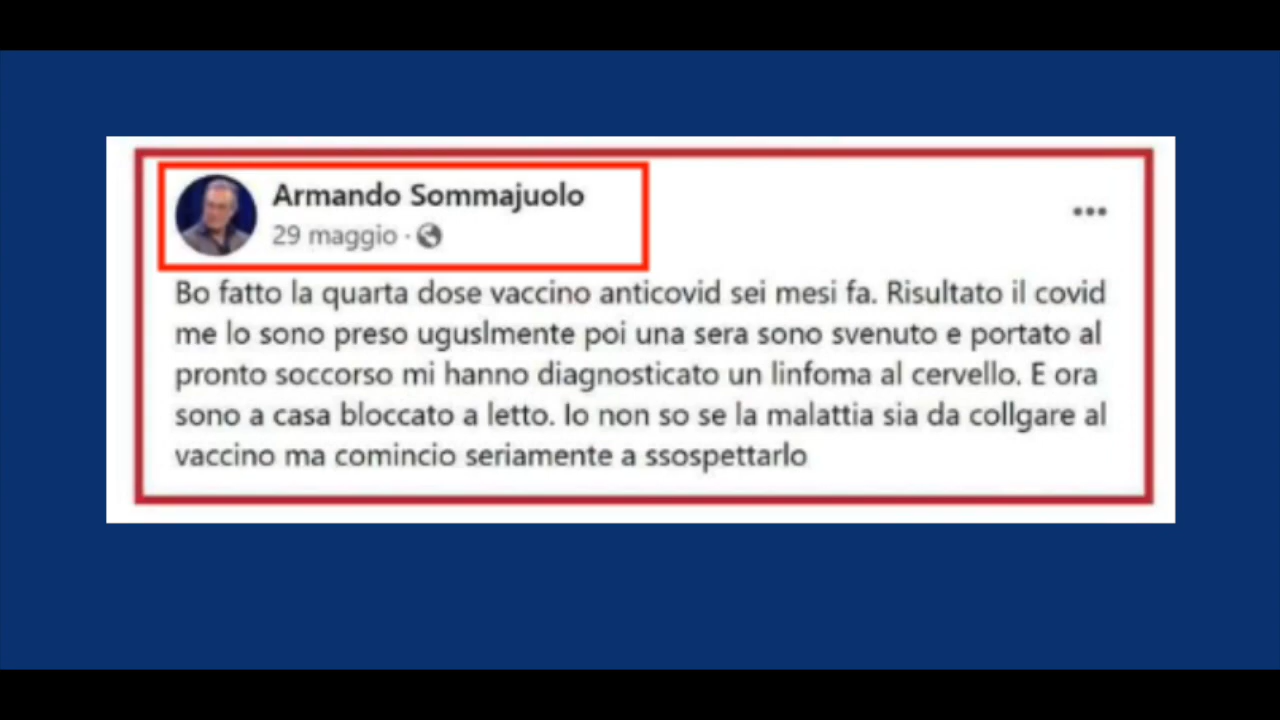 Armando Sommajuolo
29 maggio ·
Bo fatto la quarta dose vaccino anticovid sei mesi fa. Risultato il covid
me lo sono preso uguslmente poi una sera sono svenuto e portato al
pronto soccorso mi hanno diagnosticato un linfoma al cervello. E ora
sono a casa bloccato a letto. Io non so se la malattia sia da collgare al
vaccino ma comincio seriamente a ssospettarlo